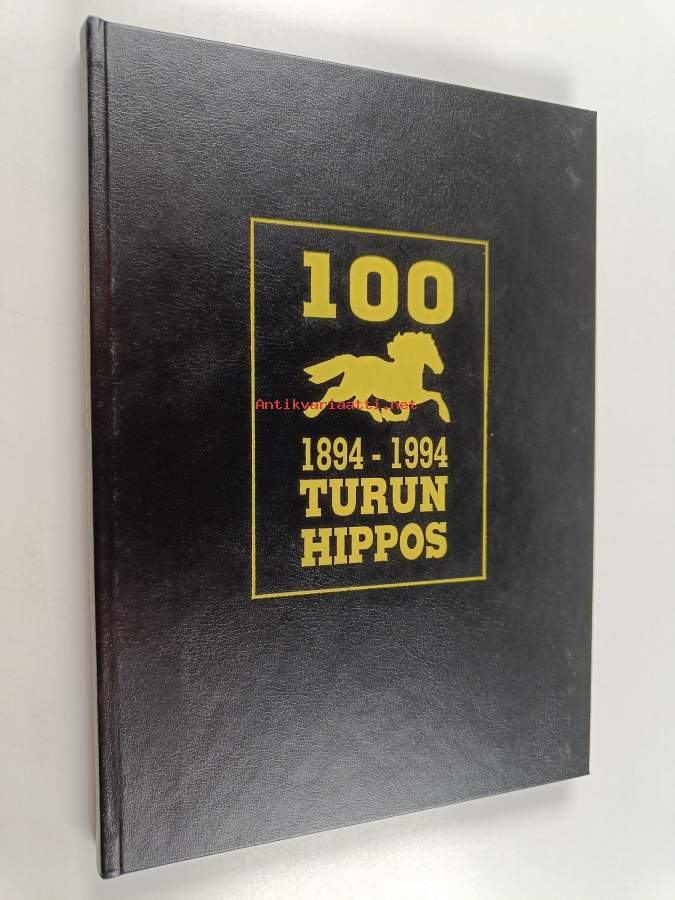 100
Antikvariaatti.net
1894 - 1994
TURUN
HIPPOS